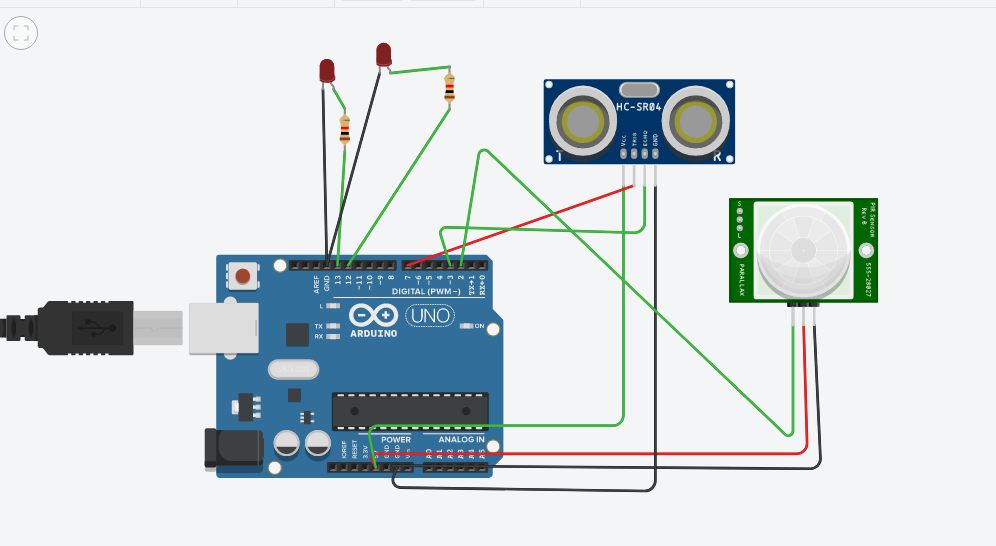 HC-SR04
VCC
TRIG
ECHO
GND
T
R
PIR SENSOR
Rev B
S
L
PARALLAX
555-28027
AREF
GND
13
12
~11
~10
~9
8
7
~6
~5
4
~3
2
TX→1
RX←0
DIGITAL (PWM~)
L
TX
RX
ARDUINO
UNO
ON
IOREF
RESET
3.3V
GND
GND
Vin
POWER
ANALOG IN
A0
A1
A2
A3
A4
A5